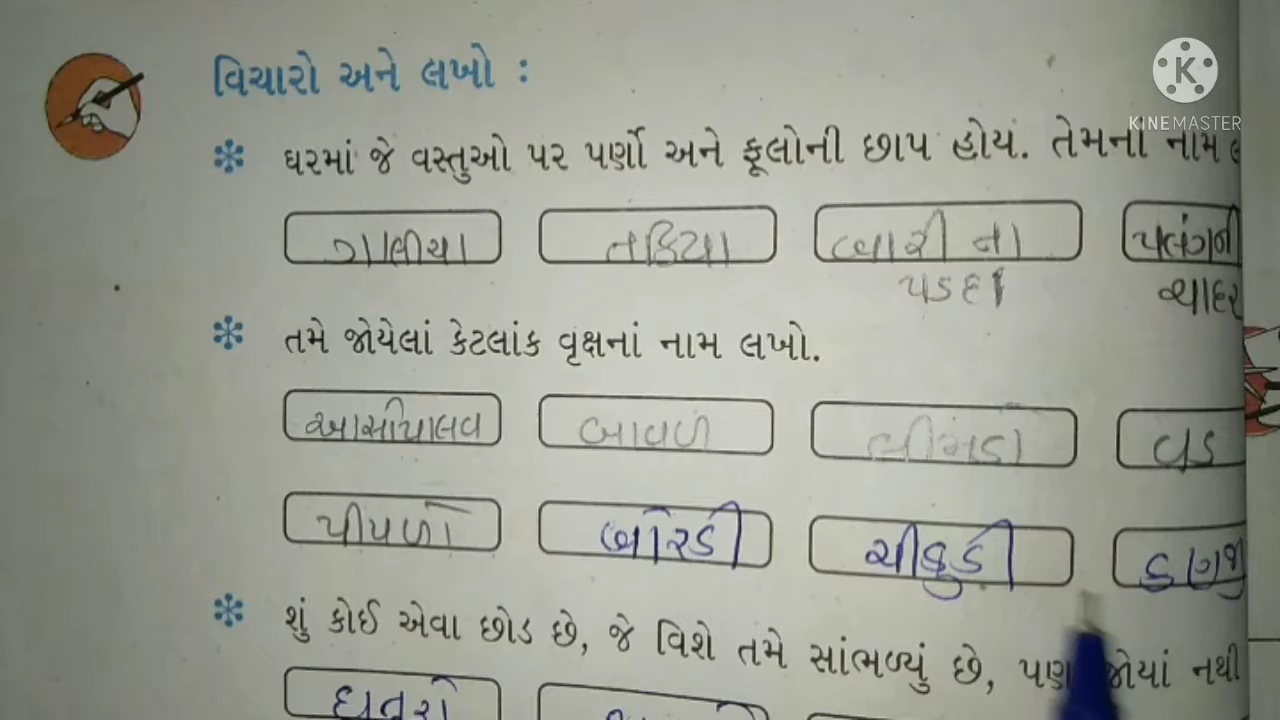 વિચારો અને લખો :
KINEMASTER
ઘરમાં જે વસ્તુઓ પર પર્ણો અને ફૂલોની છાપ હોય. તેમના નામ
ગાલીચા તકિયા બારી ના પલંગની
પડદા ચાદર
તમે જોયેલાં કેટલાંક વૃક્ષનાં નામ લખો.
આસોપાલવ બાવળ લીમડો વડ
પીપળો બોરડી ચીકુડી
શું કોઈ એવા છોડ છે, જે વિશે તમે સાંભળ્યું છે, પણ જોયાં નથી
ધતુરો